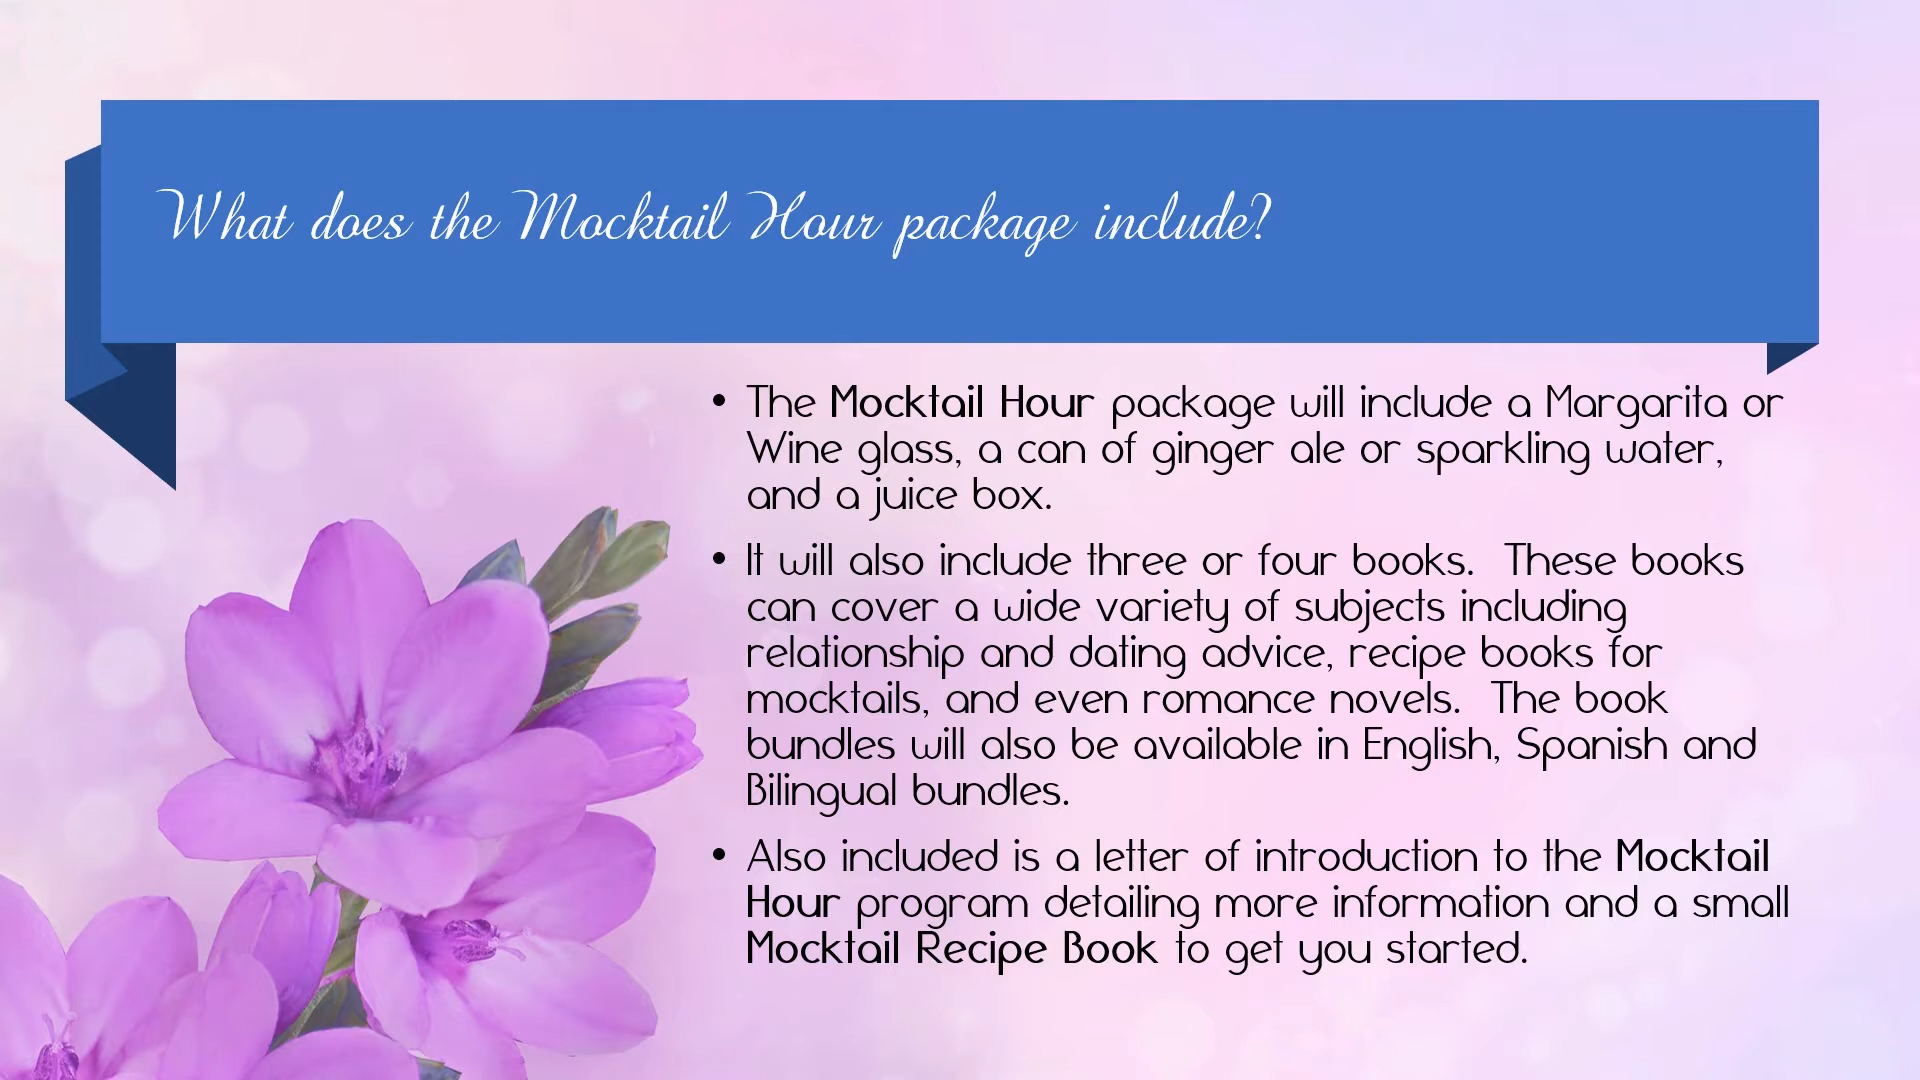 What does the Mocktail Hour package include?
• The Mocktail Hour package will include a Margarita or
Wine glass, a can of ginger ale or sparkling water,
and a juice box.
• It will also include three or four books.  These books
can cover a wide variety of subjects including
relationship and dating advice, recipe books for
mocktails, and even romance novels.  The book
bundles will also be available in English, Spanish and
Bilingual bundles.
• Also included is a letter of introduction to the Mocktail
Hour program detailing more information and a small
Mocktail Recipe Book to get you started.